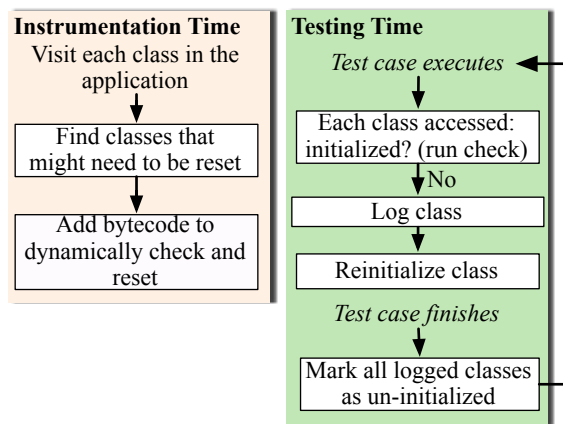 Instrumentation Time
Visit each class in the
application
Find classes that
might need to be reset
Add bytecode to
dynamically check and
reset
Testing Time
Test case executes
Each class accessed:
initialized? (run check)
No
Log class
Reinitialize class
Test case finishes
Mark all logged classes
as un-initialized